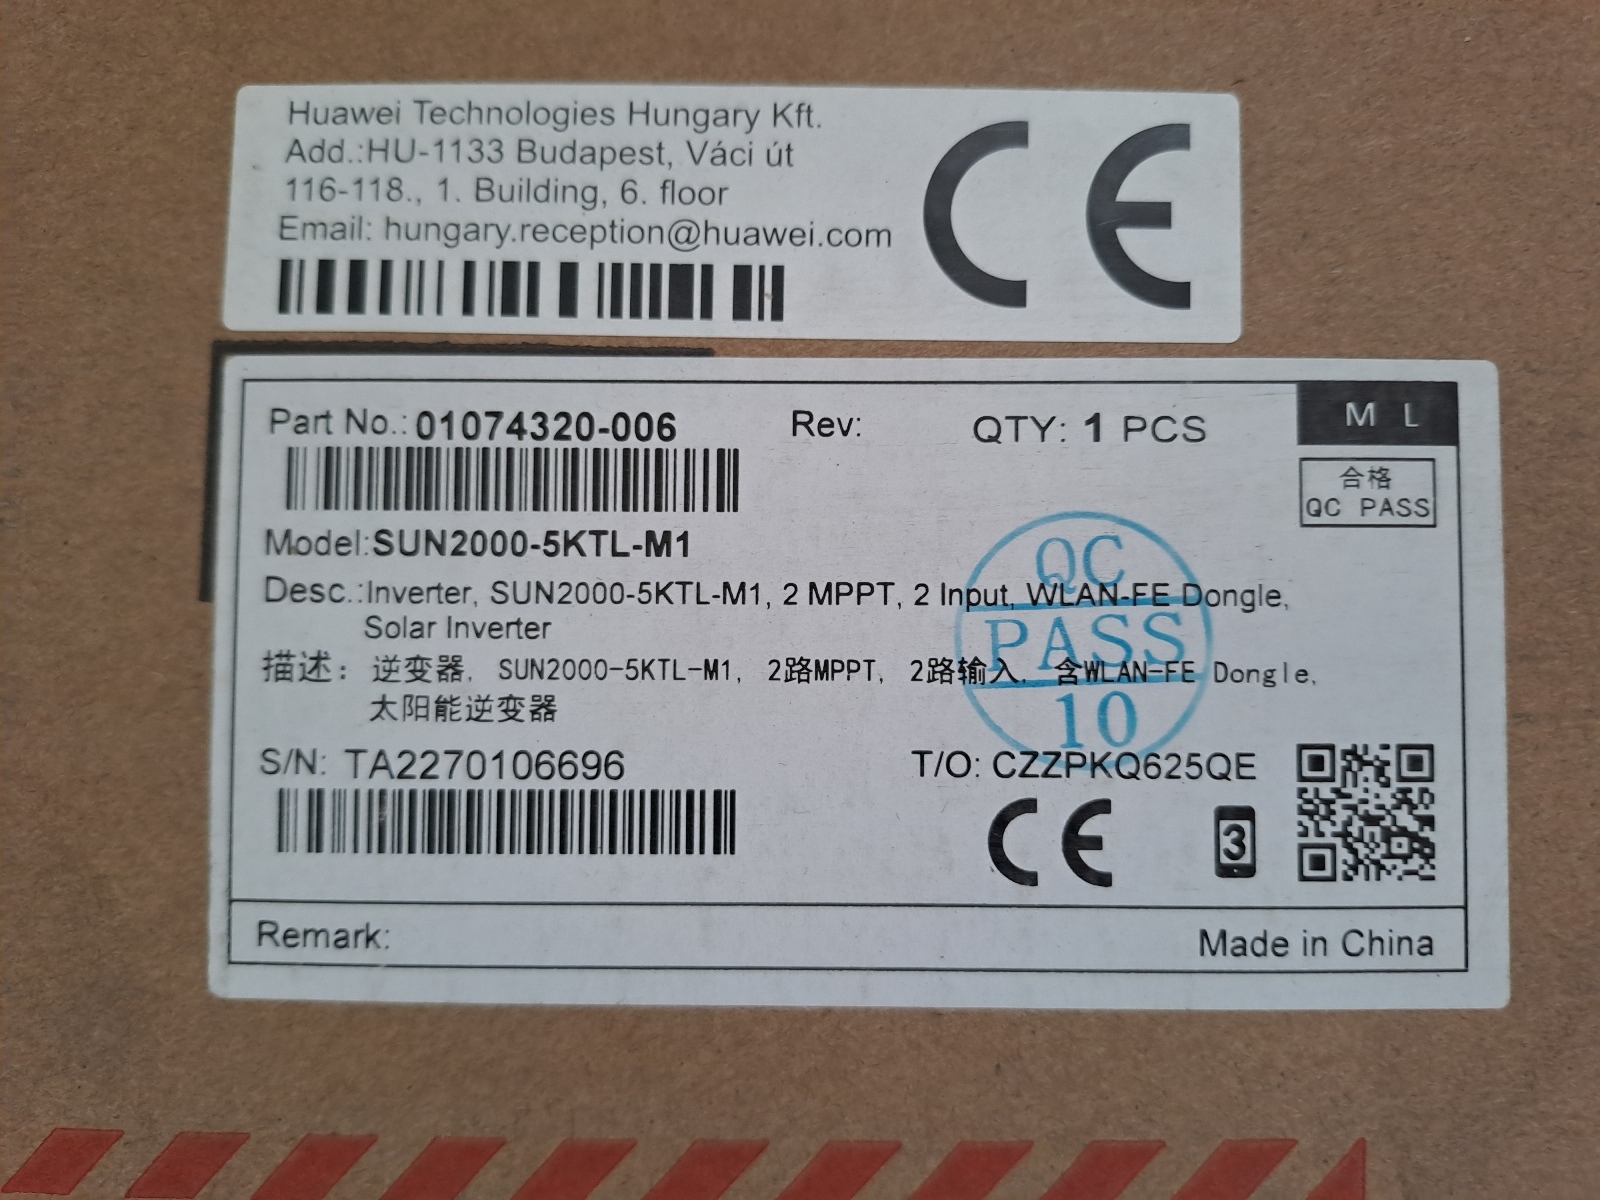 Huawei Technologies Hungary Kft.
Add.:HU-1133 Budapest, Váci út
116-118., 1. Building, 6. floor
Email: hungary.reception@huawei.com
CE
Part No.: 01074320-006 Rev: QTY: 1 PCS M L
合格
QC PASS
Model:SUN2000-5KTL-M1
Desc.:Inverter, SUN2000-5KTL-M1, 2 MPPT, 2 Input, WLAN-FE Dongle,
Solar Inverter
描述: 逆变器, SUN2000-5KTL-M1, 2路MPPT, 2路输入, 含WLAN-FE Dongle,
太阳能逆变器
QC
PASS
10
S/N: TA2270106696 T/O: CZZPKQ625QE
CE 3
Remark: Made in China